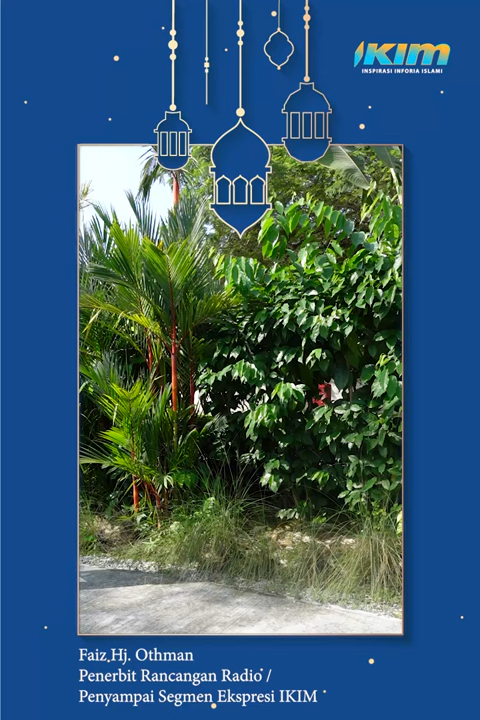 IKIM
INSPIRASI INFORIA ISLAMI
Faiz Hj. Othman
Penerbit Rancangan Radio /
Penyampai Segmen Ekspresi IKIM